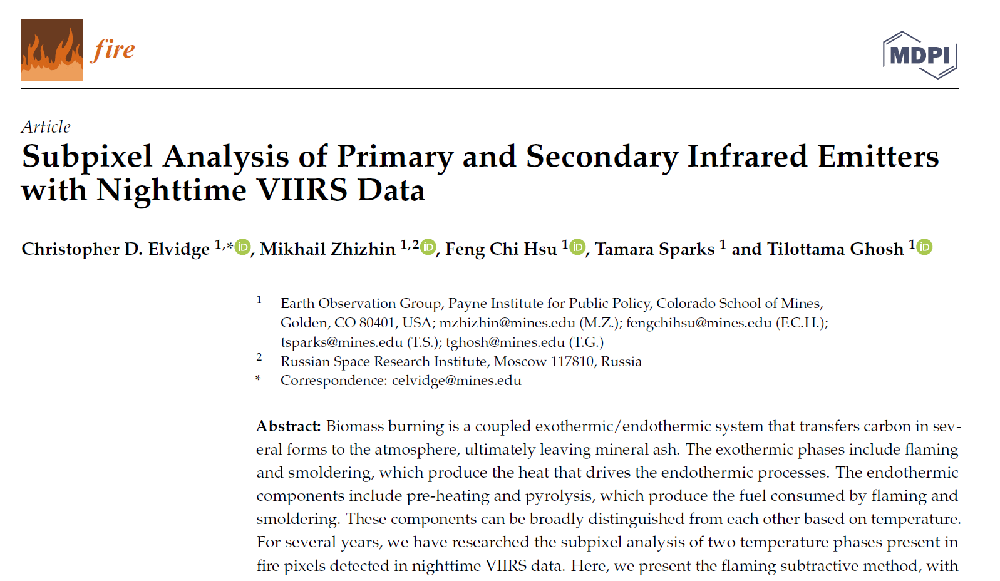 fire
MDPI
Article
Subpixel Analysis of Primary and Secondary Infrared Emitters
with Nighttime VIIRS Data
Christopher D. Elvidge 1,* iD, Mikhail Zhizhin 1,2 iD, Feng Chi Hsu 1 iD, Tamara Sparks 1 and Tilottama Ghosh 1 iD
1 Earth Observation Group, Payne Institute for Public Policy, Colorado School of Mines,
Golden, CO 80401, USA; mzhizhin@mines.edu (M.Z.); fengchihsu@mines.edu (F.C.H.);
tsparks@mines.edu (T.S.); tghosh@mines.edu (T.G.)
2 Russian Space Research Institute, Moscow 117810, Russia
* Correspondence: celvidge@mines.edu
Abstract: Biomass burning is a coupled exothermic/endothermic system that transfers carbon in sev-
eral forms to the atmosphere, ultimately leaving mineral ash. The exothermic phases include flaming
and smoldering, which produce the heat that drives the endothermic processes. The endothermic
components include pre-heating and pyrolysis, which produce the fuel consumed by flaming and
smoldering. These components can be broadly distinguished from each other based on temperature.
For several years, we have researched the subpixel analysis of two temperature phases present in
fire pixels detected in nighttime VIIRS data. Here, we present the flaming subtractive method, with